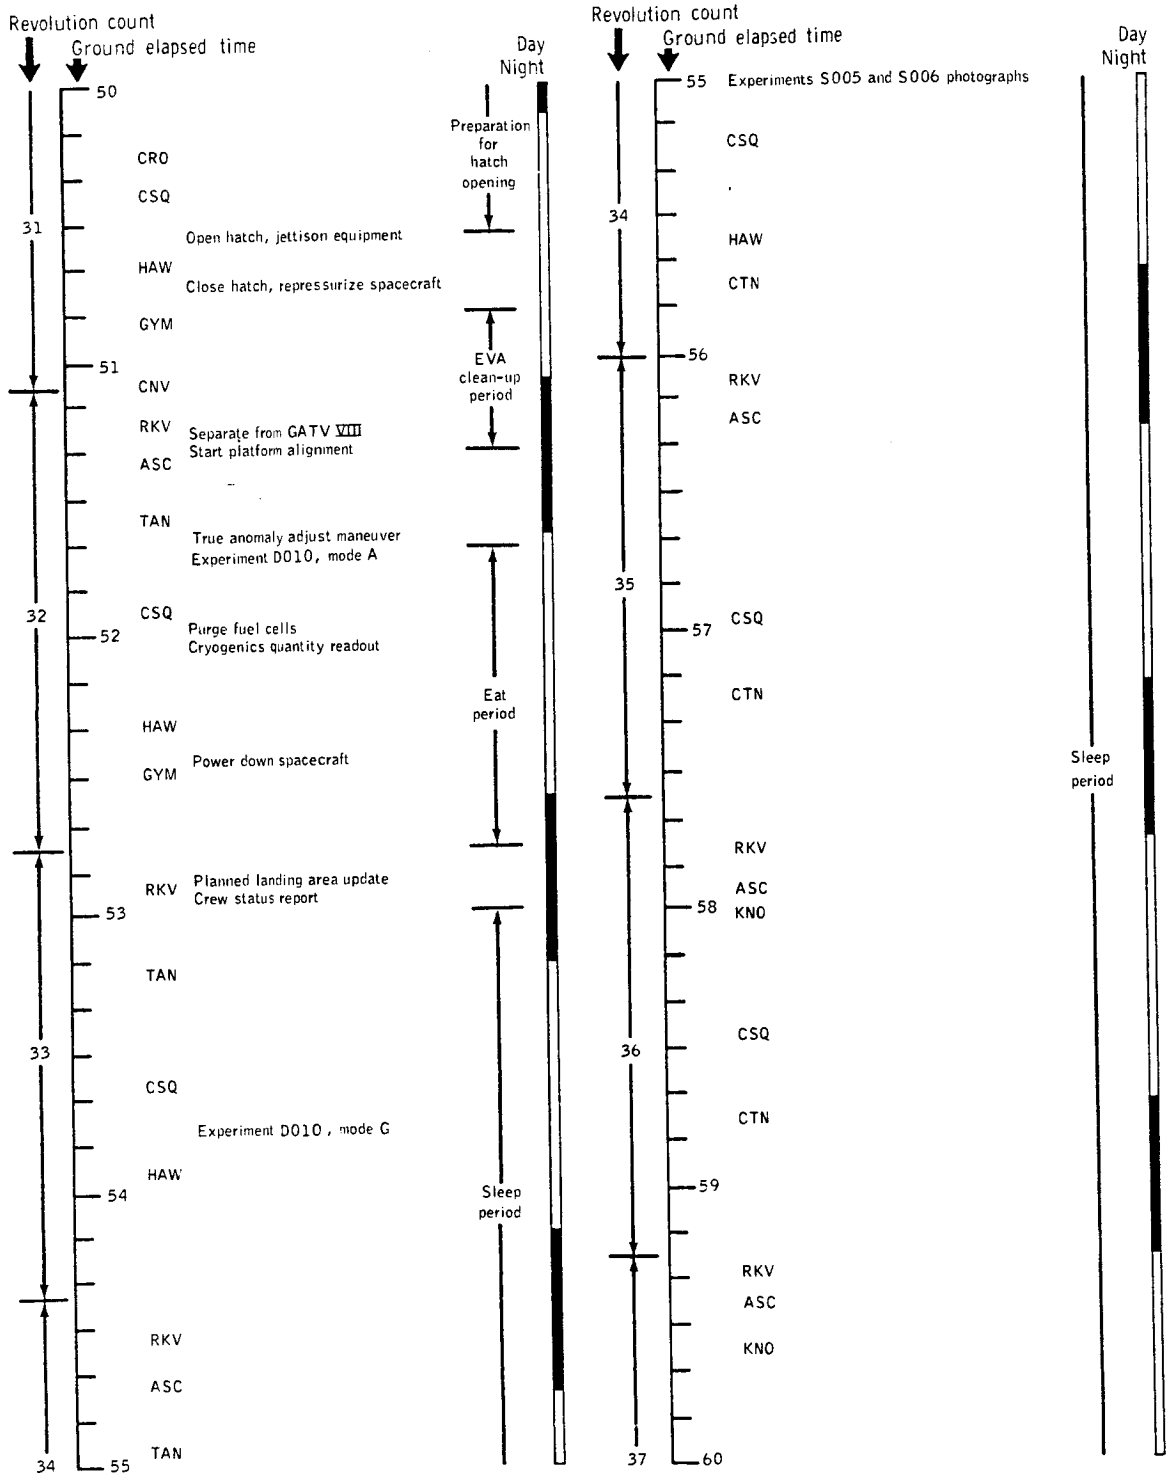 Revolution count
Ground elapsed time
Day
Night
50
Preparation
for
hatch
opening
CRO
CSQ
31
Open hatch, jettison equipment
HAW
Close hatch, repressurize spacecraft
GYM
51
EVA
clean-up
period
CNV
RKV
Separate from GATV VIII
Start platform alignment
ASC
TAN
True anomaly adjust maneuver
Experiment D010, mode A
32
CSQ
Purge fuel cells
52
Cryogenics quantity readout
Eat
period
HAW
Power down spacecraft
GYM
RKV
Planned landing area update
Crew status report
53
TAN
33
CSQ
Experiment D010, mode G
HAW
54
Sleep
period
RKV
ASC
TAN
34
55
Revolution count
Ground elapsed time
Day
Night
55
Experiments S005 and S006 photographs
CSQ
34
HAW
CTN
56
RKV
ASC
35
CSQ
57
CTN
Sleep
period
RKV
ASC
58
KNO
CSQ
36
CTN
59
RKV
ASC
KNO
37
60